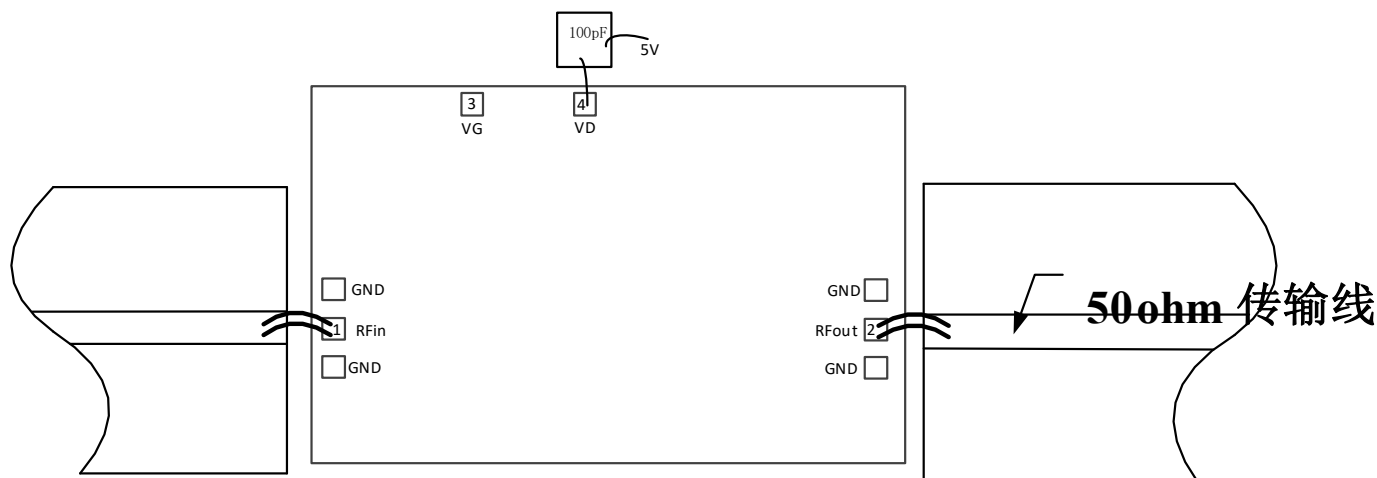 100pF
5V
3
4
VG
VD
GND
GND
1
RFin
RFout
2
50ohm 传输线
GND
GND